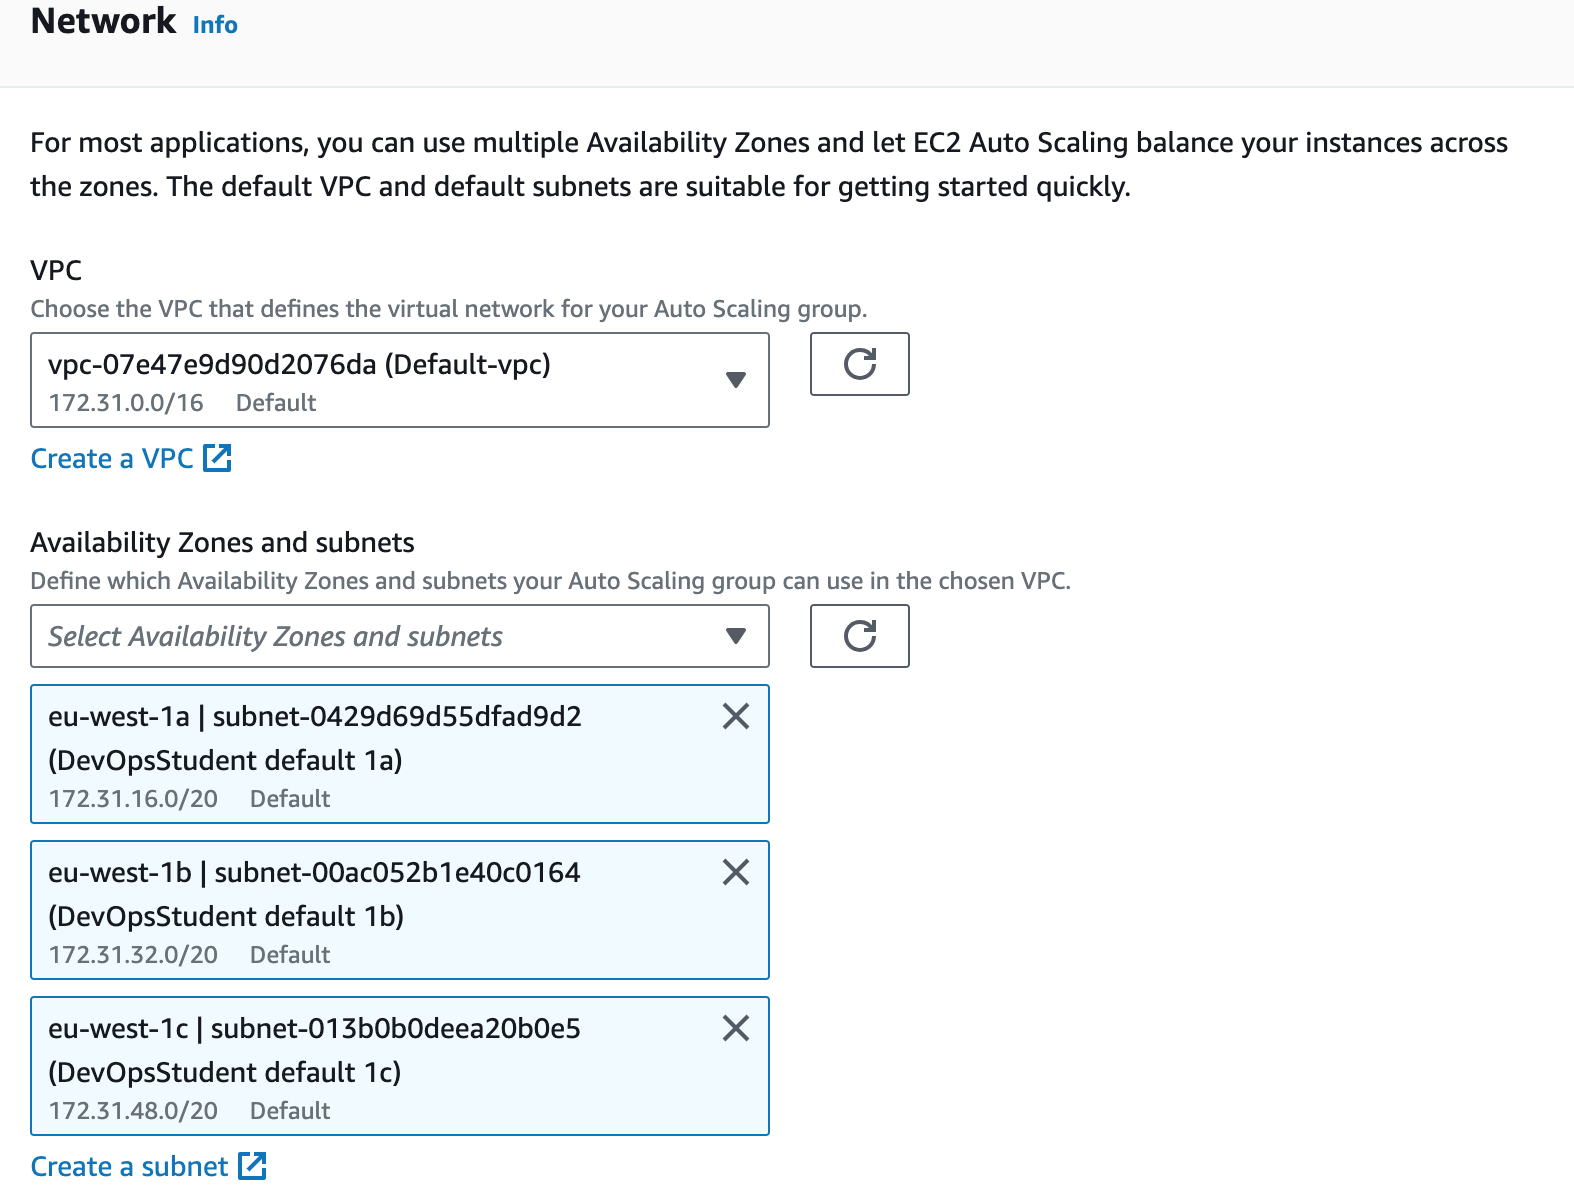 Network Info
For most applications, you can use multiple Availability Zones and let EC2 Auto Scaling balance your instances across
the zones. The default VPC and default subnets are suitable for getting started quickly.
VPC
Choose the VPC that defines the virtual network for your Auto Scaling group.
vpc-07e47e9d90d2076da (Default-vpc)
172.31.0.0/16 Default
Create a VPC
Availability Zones and subnets
Define which Availability Zones and subnets your Auto Scaling group can use in the chosen VPC.
Select Availability Zones and subnets
eu-west-1a | subnet-0429d69d55dfad9d2
(DevOpsStudent default 1a)
172.31.16.0/20 Default
eu-west-1b | subnet-00ac052b1e40c0164
(DevOpsStudent default 1b)
172.31.32.0/20 Default
eu-west-1c | subnet-013b0b0deea20b0e5
(DevOpsStudent default 1c)
172.31.48.0/20 Default
Create a subnet